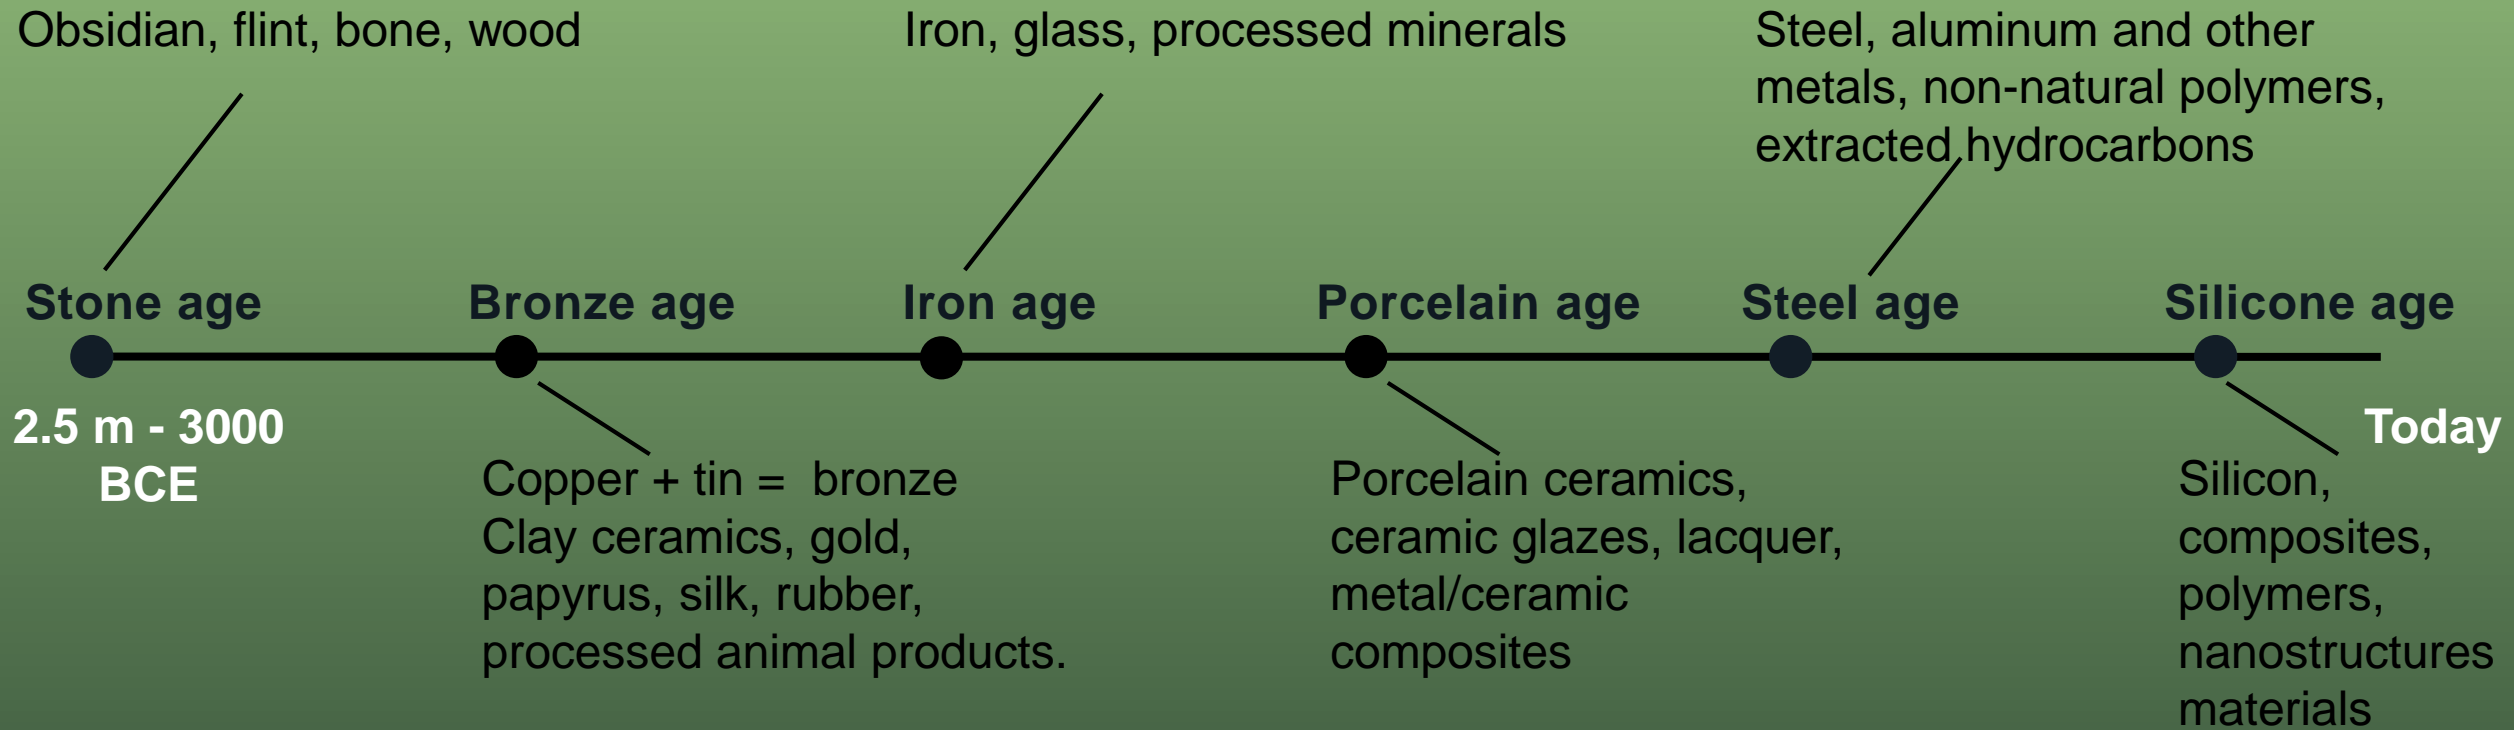 Obsidian, flint, bone, wood
Iron, glass, processed minerals
Steel, aluminum and other
metals, non-natural polymers,
extracted hydrocarbons
Stone age
Bronze age
Iron age
Porcelain age
Steel age
Silicone age
2.5 m - 3000
BCE
Today
Copper + tin =  bronze
Clay ceramics, gold,
papyrus, silk, rubber,
processed animal products.
Porcelain ceramics,
ceramic glazes, lacquer,
metal/ceramic
composites
Silicon,
composites,
polymers,
nanostructures
materials